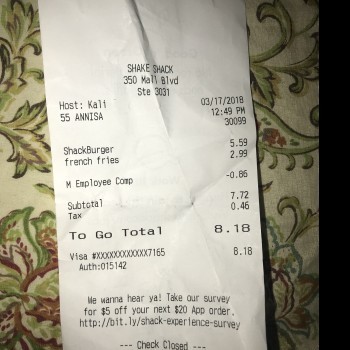 SHAKE SHACK
350 Mall Blvd
Ste 3031
Host: Kali 03/17/2018
55 ANNISA 12:49 PM
30099
ShackBurger 5.59
french fries 2.99
M Employee Comp -0.86
Subtotal 7.72
Tax 0.46
To Go Total 8.18
Visa #XXXXXXXXXXXX7165 8.18
Auth:015142
We wanna hear ya! Take our survey
for $5 off your next $20 App order.
http://bit.ly/shack-experience-survey
--- Check Closed ---